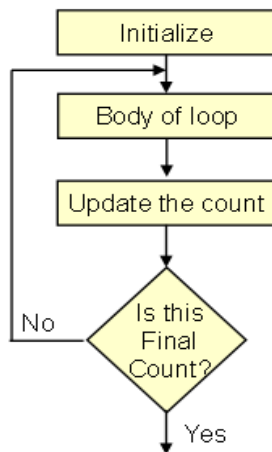 Initialize
Body of loop
Update the count
Is this
Final
Count?
No
Yes